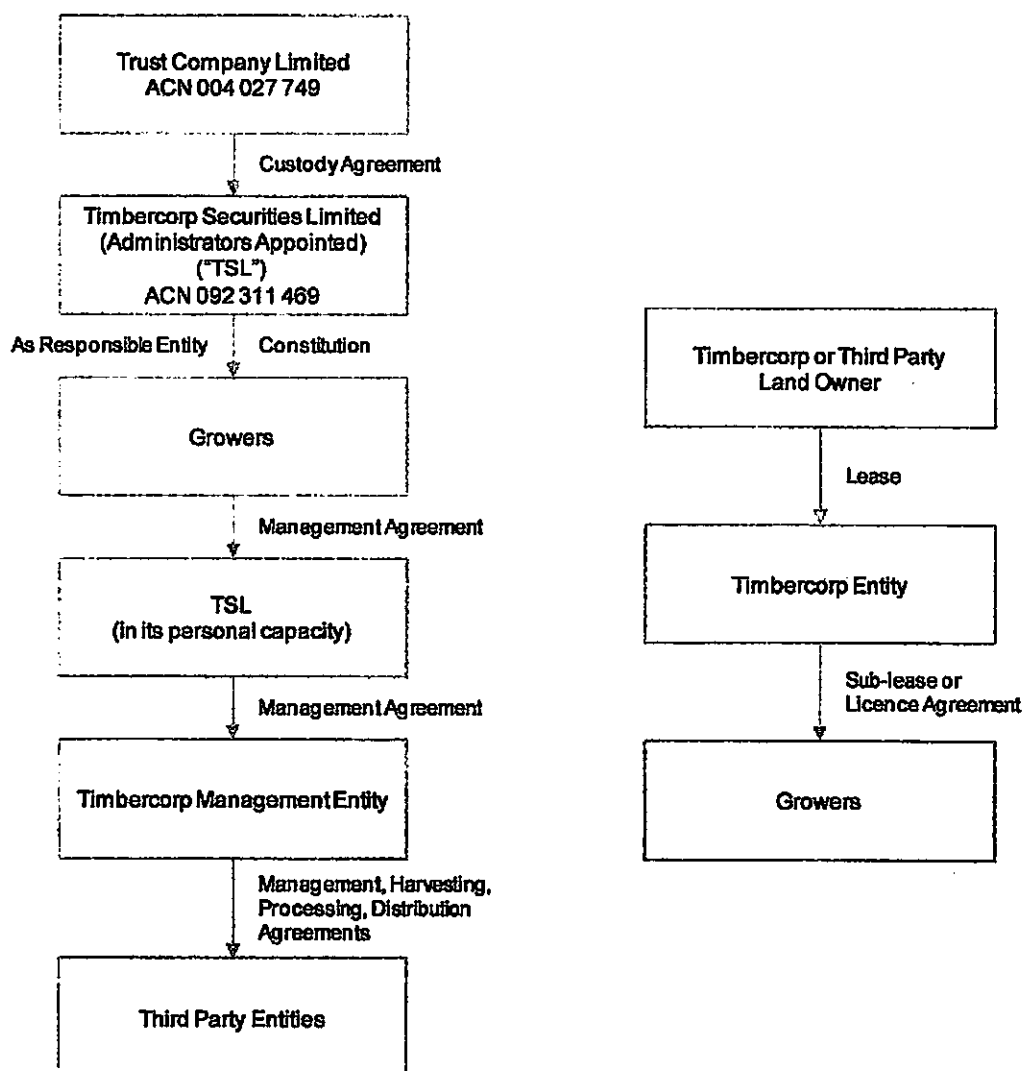 Trust Company Limited
ACN 004 027 749
Custody Agreement
Timbercorp Securities Limited
(Administrators Appointed)
("TSL")
ACN 092 311 469
As Responsible Entity
Constitution
Growers
Management Agreement
TSL
(in its personal capacity)
Management Agreement
Timbercorp Management Entity
Management, Harvesting,
Processing, Distribution
Agreements
Third Party Entities
Timbercorp or Third Party
Land Owner
Lease
Timbercorp Entity
Sub-lease or
Licence Agreement
Growers